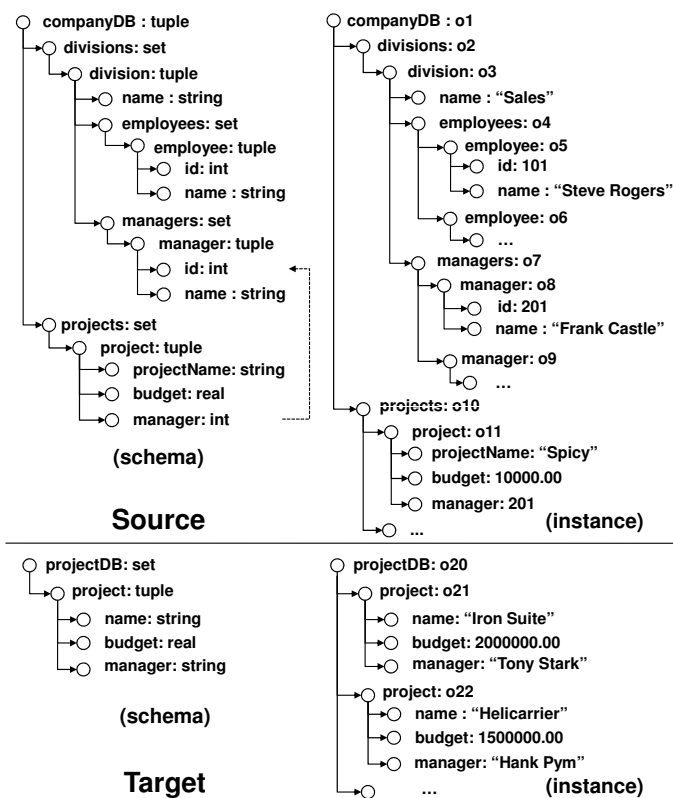 companyDB : tuple
divisions: set
division: tuple
name : string
employees: set
employee: tuple
id: int
name : string
managers: set
manager: tuple
id: int
name : string
projects: set
project: tuple
projectName: string
budget: real
manager: int
(schema)
Source
companyDB : o1
divisions: o2
division: o3
name : “Sales”
employees: o4
employee: o5
id: 101
name : “Steve Rogers”
employee: o6
...
managers: o7
manager: o8
id: 201
name : “Frank Castle”
manager: o9
...
projects: o10
project: o11
projectName: “Spicy”
budget: 10000.00
manager: 201
...
(instance)
projectDB: set
project: tuple
name: string
budget: real
manager: string
(schema)
Target
projectDB: o20
project: o21
name: “Iron Suite”
budget: 2000000.00
manager: “Tony Stark”
project: o22
name : “Helicarrier”
budget: 1500000.00
manager: “Hank Pym”
...
(instance)